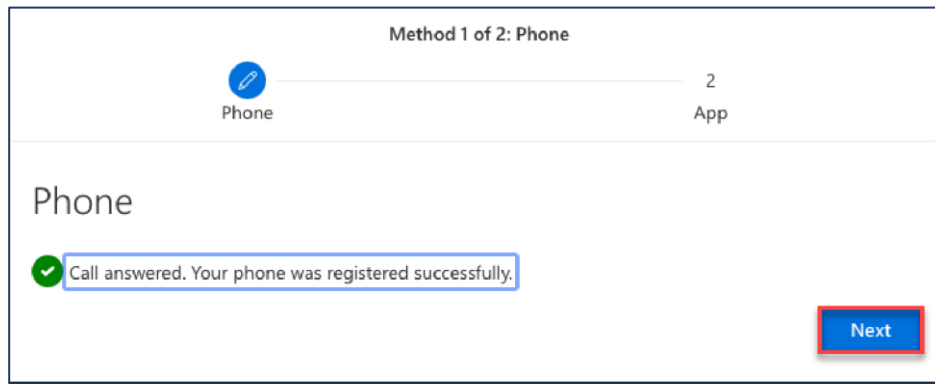 Method 1 of 2: Phone
2
Phone
App
Phone
Call answered. Your phone was registered successfully.
Next